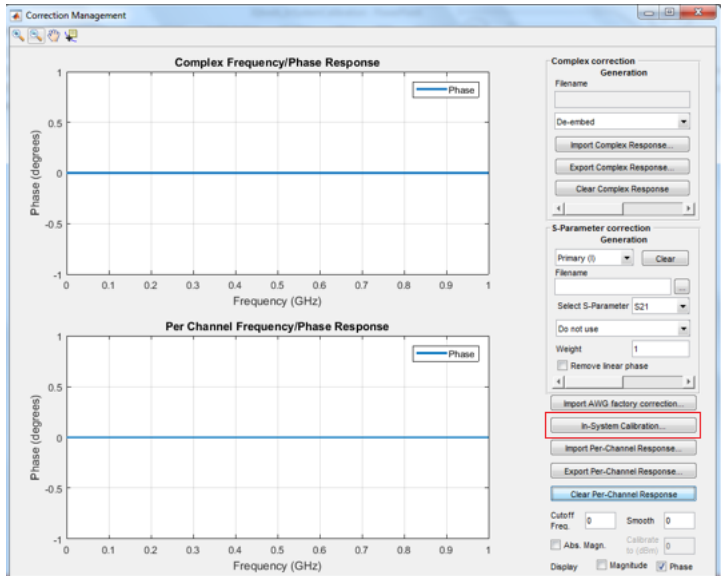 Correction Management
Complex Frequency/Phase Response
Phase
1
0.5
0
-0.5
-1
Phase (degrees)
0 0.1 0.2 0.3 0.4 0.5 0.6 0.7 0.8 0.9 1
Frequency (GHz)
Per Channel Frequency/Phase Response
Phase
1
0.5
0
-0.5
-1
Phase (degrees)
0 0.1 0.2 0.3 0.4 0.5 0.6 0.7 0.8 0.9 1
Frequency (GHz)
Complex correction
Generation
Filename
De-embed
Import Complex Response...
Export Complex Response...
Clear Complex Response
S-Parameter correction
Generation
Primary (I)
Clear
Filename
...
Select S-Parameter S21
Do not use
Weight 1
Remove linear phase
Import AWG factory correction...
In-System Calibration...
Import Per-Channel Response...
Export Per-Channel Response...
Clear Per-Channel Response
Cutoff
Freq. 0 Smooth 0
Abs. Magn. Calibrate
to (dBm) 0
Display Magnitude Phase